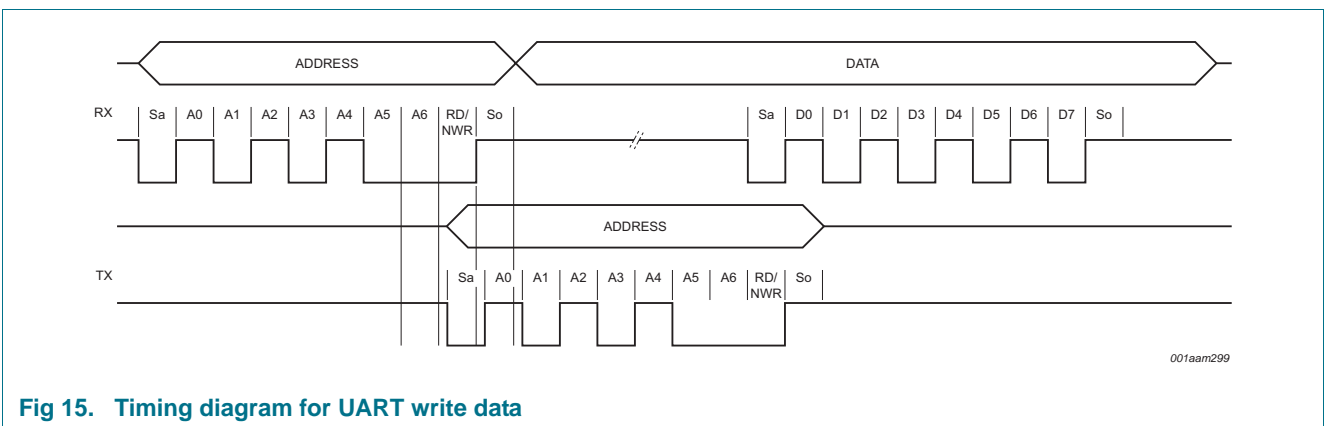 ADDRESS DATA
RX Sa A0 A1 A2 A3 A4 A5 A6 RD/ So Sa D0 D1 D2 D3 D4 D5 D6 D7 So
NWR
ADDRESS
TX Sa A0 A1 A2 A3 A4 A5 A6 RD/ So
NWR
001aam299
Fig 15. Timing diagram for UART write data